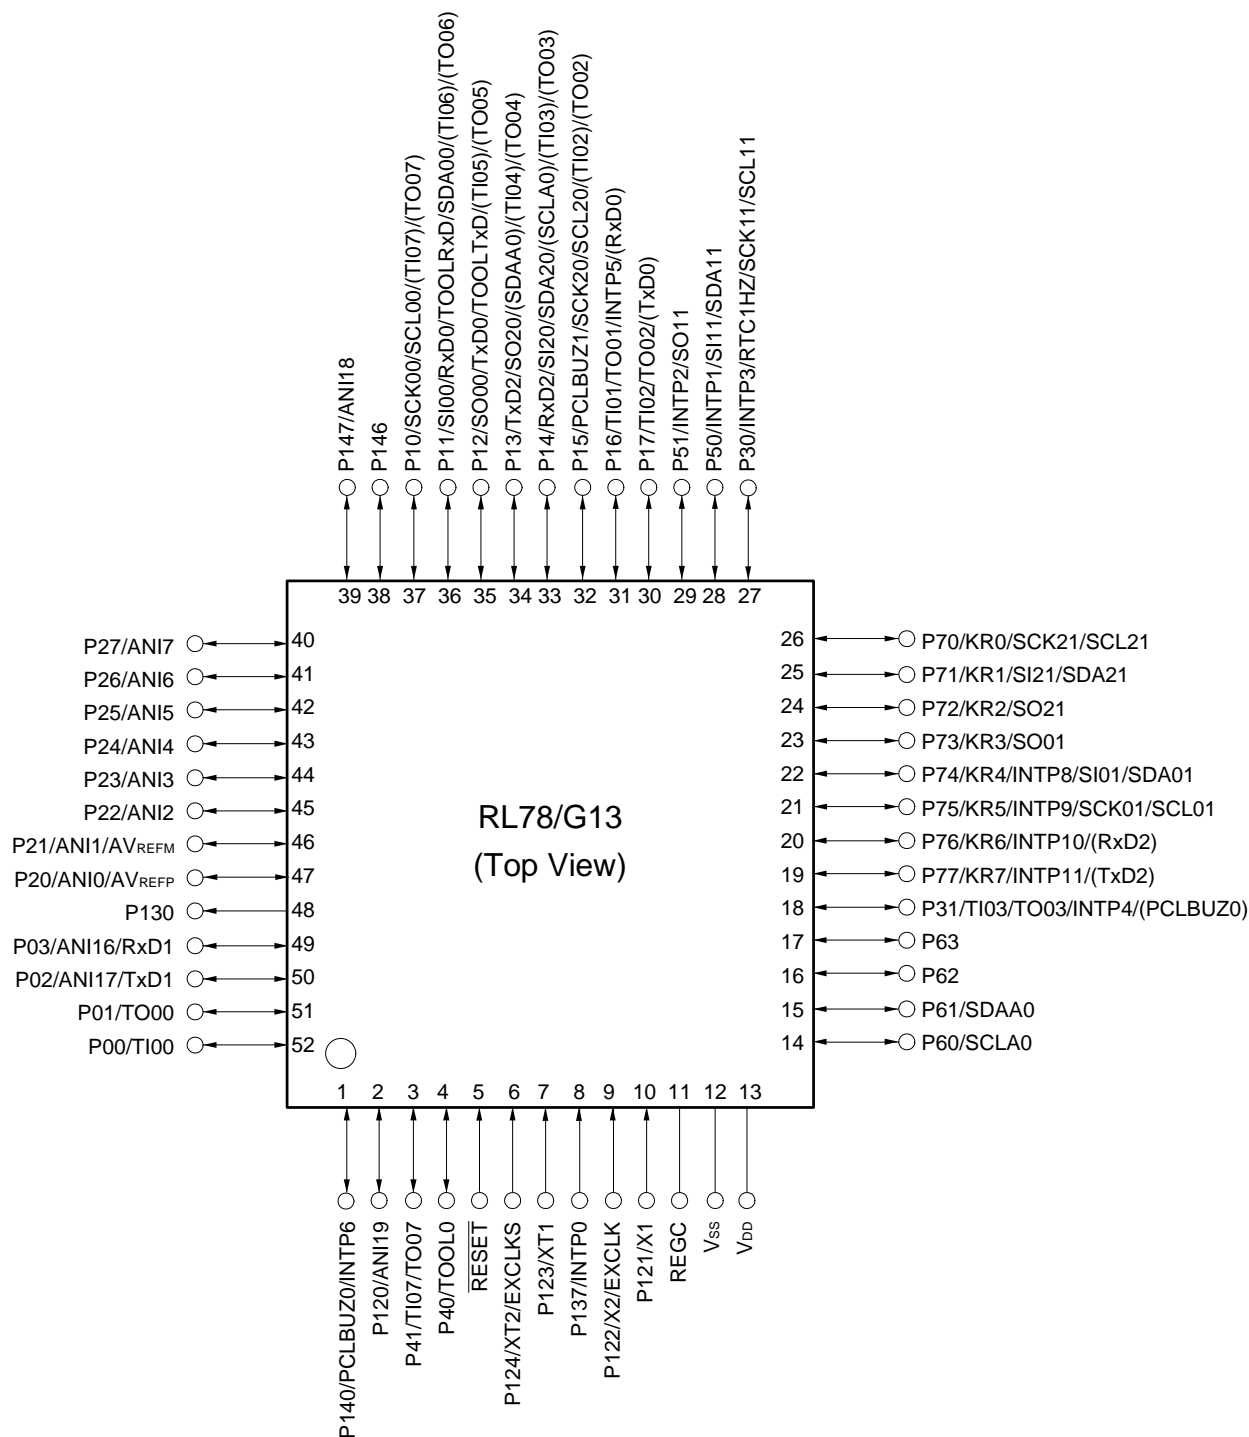 P147/ANI18
P146
P10/SCK00/SCL00/(TI07)/(TO07)
P11/SI00/RxD0/TOOLRxD/SDA00/(TI06)/(TO06)
P12/SO00/TxD0/TOOLTxD/(TI05)/(TO05)
P13/TxD2/SO20/(SDAA0)/(TI04)/(TO04)
P14/RxD2/SI20/SDA20/(SCLA0)/(TI03)/(TO03)
P15/PCLBUZ1/SCK20/SCL20/(TI02)/(TO02)
P16/TI01/TO01/INTP5/(RxD0)
P17/TI02/TO02/(TxD0)
P51/INTP2/SO11
P50/INTP1/SI11/SDA11
P30/INTP3/RTC1HZ/SCK11/SCL11
39 38 37 36 35 34 33 32 31 30 29 28 27
P27/ANI7 40
P26/ANI6 41
P25/ANI5 42
P24/ANI4 43
P23/ANI3 44
P22/ANI2 45
P21/ANI1/AVREFM 46
P20/ANI0/AVREFP 47
P130 48
P03/ANI16/RxD1 49
P02/ANI17/TxD1 50
P01/TO00 51
P00/TI00 52
RL78/G13
(Top View)
26 P70/KR0/SCK21/SCL21
25 P71/KR1/SI21/SDA21
24 P72/KR2/SO21
23 P73/KR3/SO01
22 P74/KR4/INTP8/SI01/SDA01
21 P75/KR5/INTP9/SCK01/SCL01
20 P76/KR6/INTP10/(RxD2)
19 P77/KR7/INTP11/(TxD2)
18 P31/TI03/TO03/INTP4/(PCLBUZ0)
17 P63
16 P62
15 P61/SDAA0
14 P60/SCLA0
1 2 3 4 5 6 7 8 9 10 11 12 13
P140/PCLBUZ0/INTP6
P120/ANI19
P41/TI07/TO07
P40/TOOL0
RESET
P124/XT2/EXCLKS
P123/XT1
P137/INTP0
P122/X2/EXCLK
P121/X1
REGC
VSS
VDD